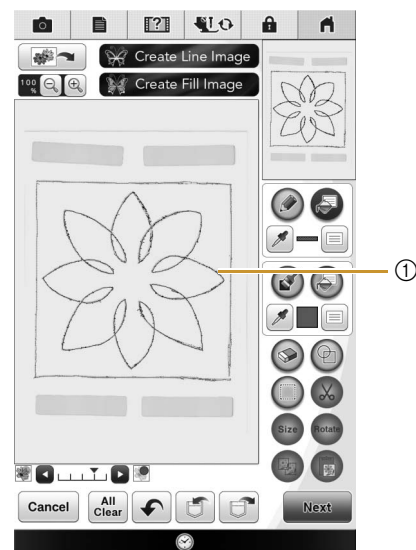 Create Line Image
100 %
Create Fill Image
①
Size Rotate
Cancel
All Clear
Next